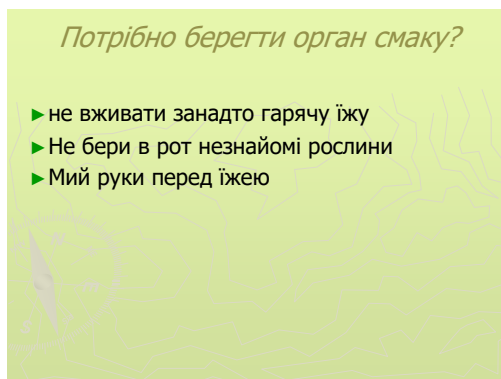 Потрібно берегти орган смаку?
не вживати занадто гарячу їжу
Не бери в рот незнайомі рослини
Мий руки перед їжею